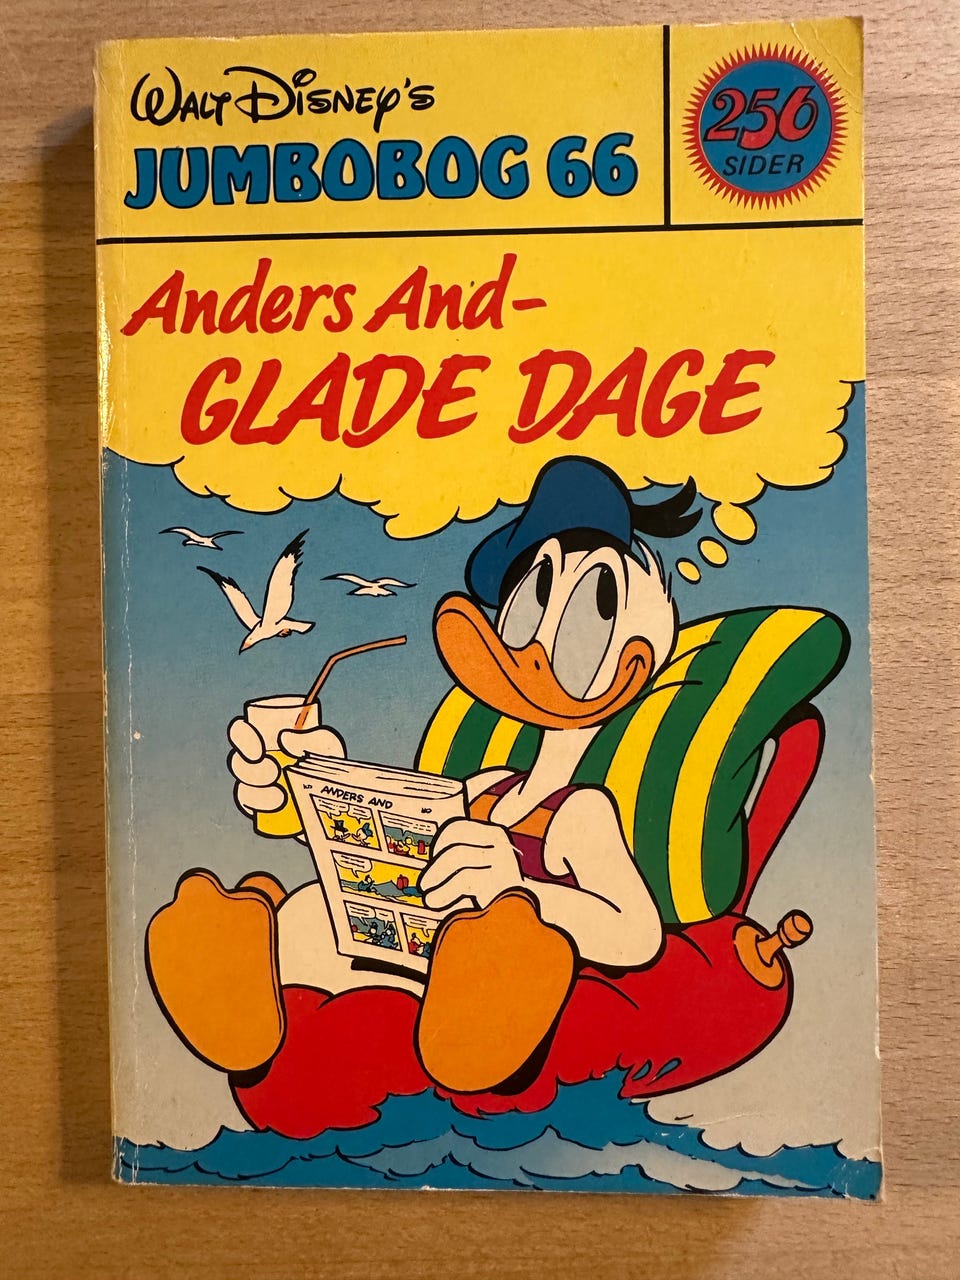 WALT DISNEY'S
JUMBOBOG 66
256
SIDER
Anders And-
GLADE DAGE
ANDERS AND